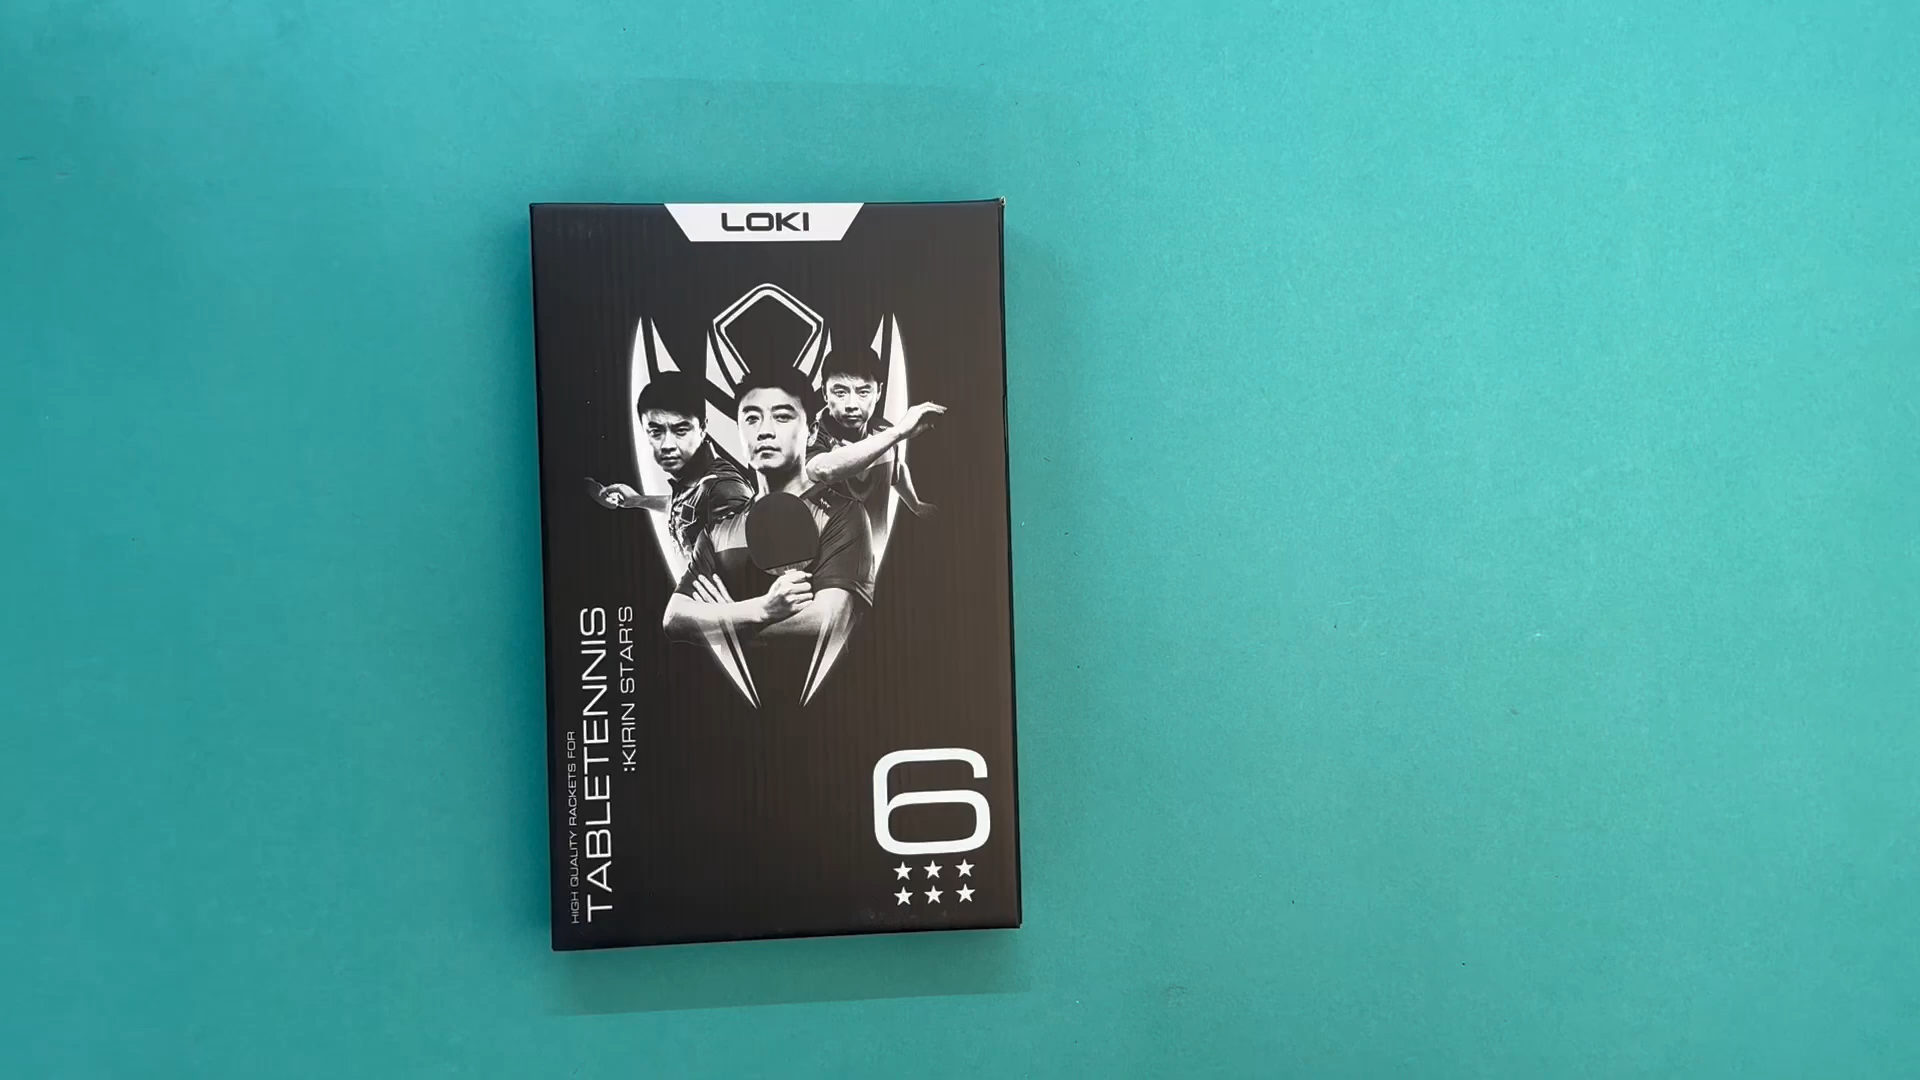 LOKI
HIGH QUALITY RACKETS FOR
TABLETENNIS
:KIRIN STAR'S
6